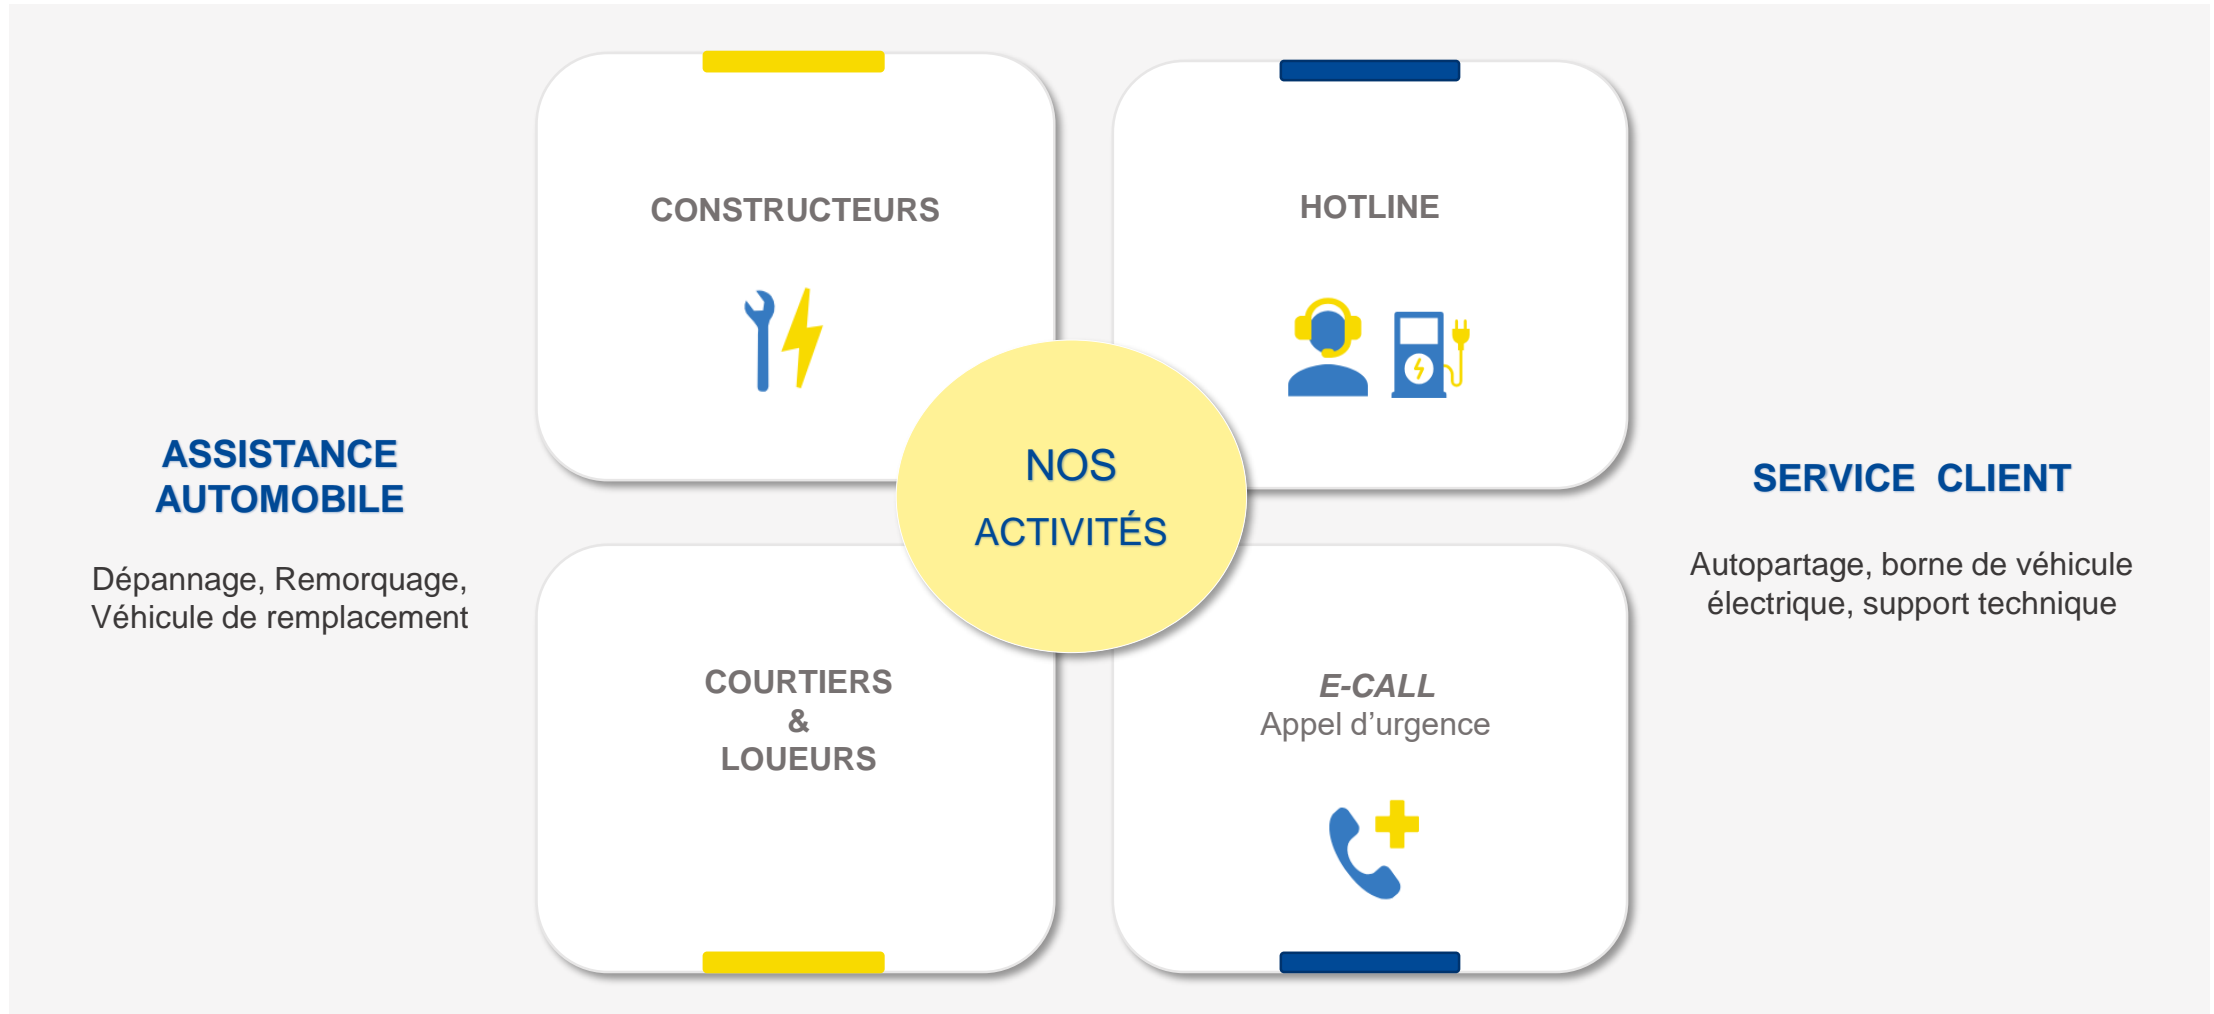 CONSTRUCTEURS
HOTLINE
ASSISTANCE
AUTOMOBILE
Dépannage, Remorquage,
Véhicule de remplacement
NOS
ACTIVITÉS
SERVICE CLIENT
Autopartage, borne de véhicule
électrique, support technique
COURTIERS
&
LOUEURS
E-CALL
Appel d’urgence